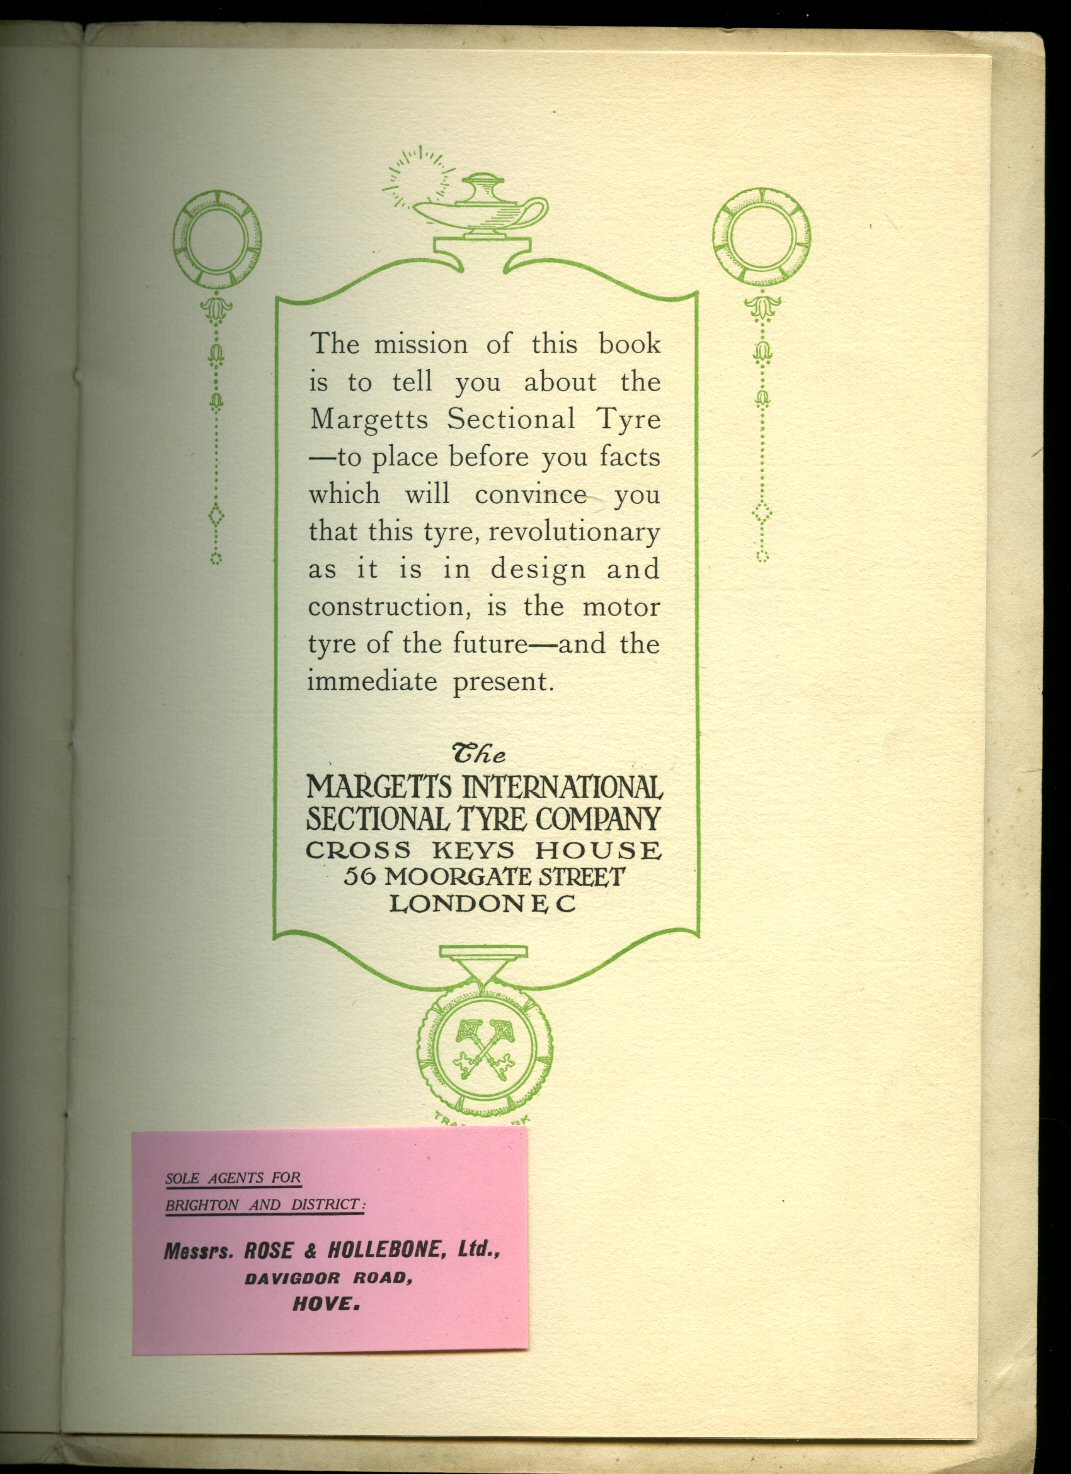 The mission of this book
is to tell you about the
Margetts Sectional Tyre
—to place before you facts
which will convince you
that this tyre, revolutionary
as it is in design and
construction, is the motor
tyre of the future—and the
immediate present.
The
MARGETTS INTERNATIONAL
SECTIONAL TYRE COMPANY
CROSS KEYS HOUSE
56 MOORGATE STREET
LONDON E C
SOLE AGENTS FOR
BRIGHTON AND DISTRICT:
Messrs. ROSE & HOLLEBONE, Ltd.,
DAVIGDOR ROAD,
HOVE.